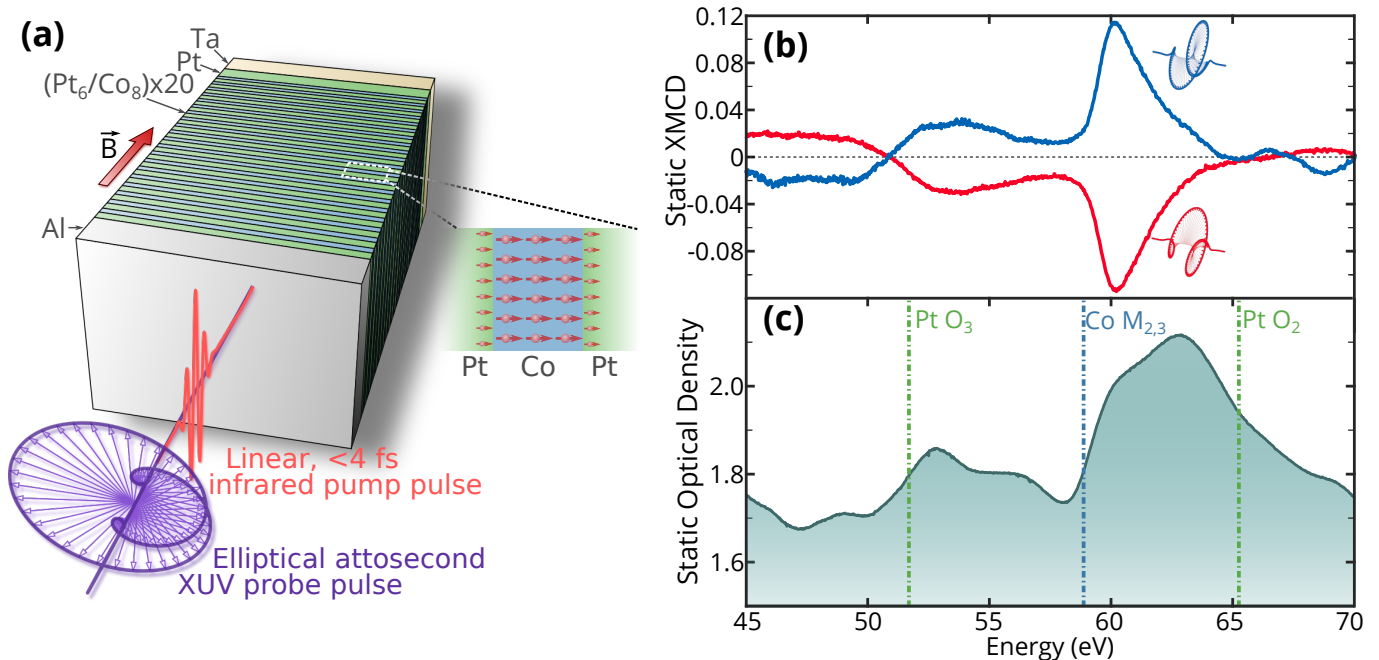 (a)
Ta
Pt
(Pt₆/Co₈)x20
B
Al
Pt Co Pt
Linear, <4 fs
infrared pump pulse
Elliptical attosecond
XUV probe pulse
(b)
Static XMCD
0.12
0.08
0.04
0
-0.04
-0.08
(c)
Static Optical Density
2.0
1.8
1.6
Pt O₃
Co M₂,₃
Pt O₂
45 50 55 60 65 70
Energy (eV)